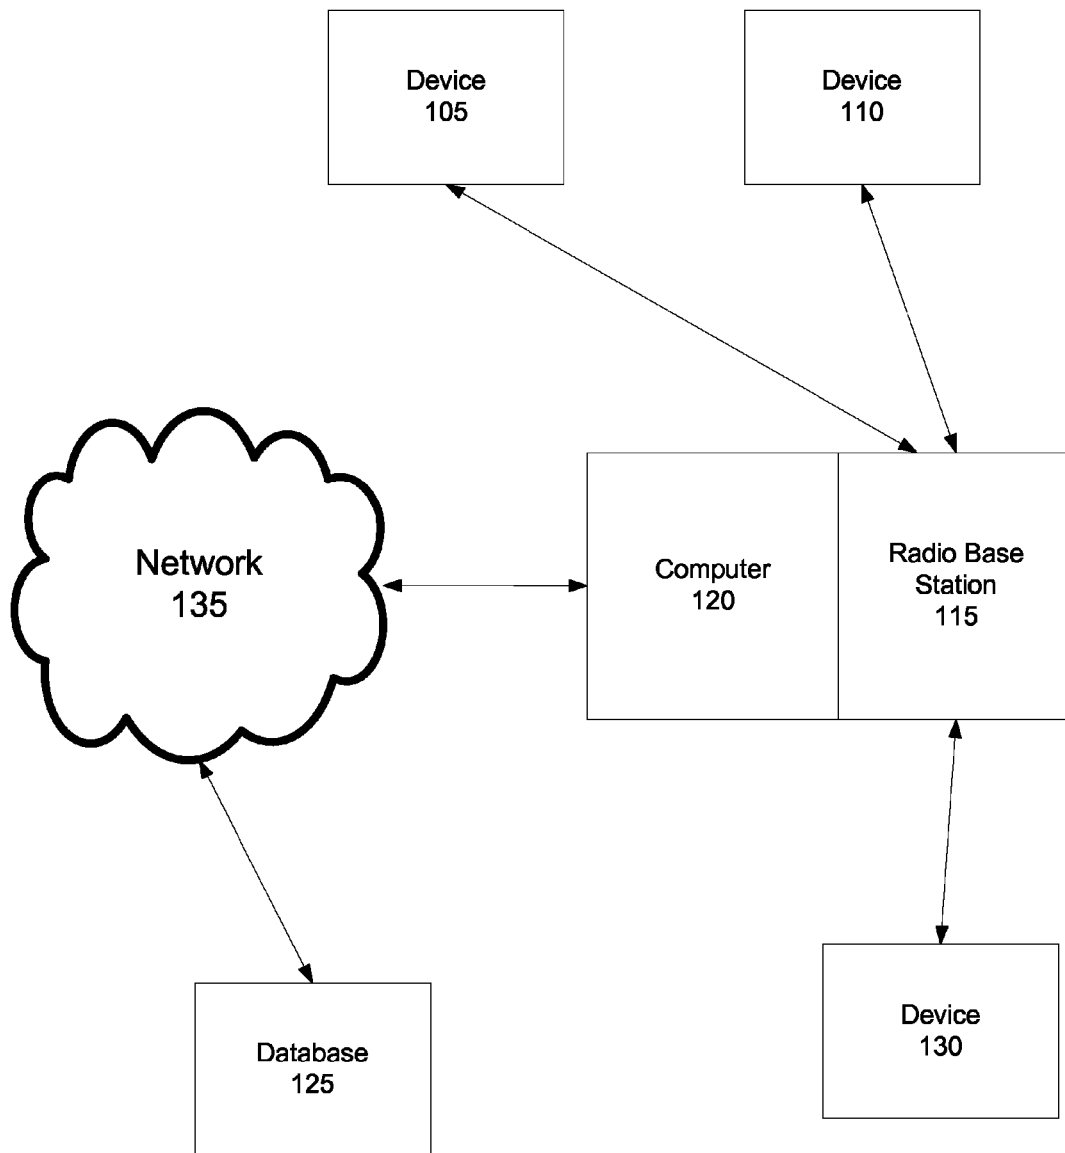 Device
105
Device
110
Network
135
Computer
120
Radio Base
Station
115
Database
125
Device
130